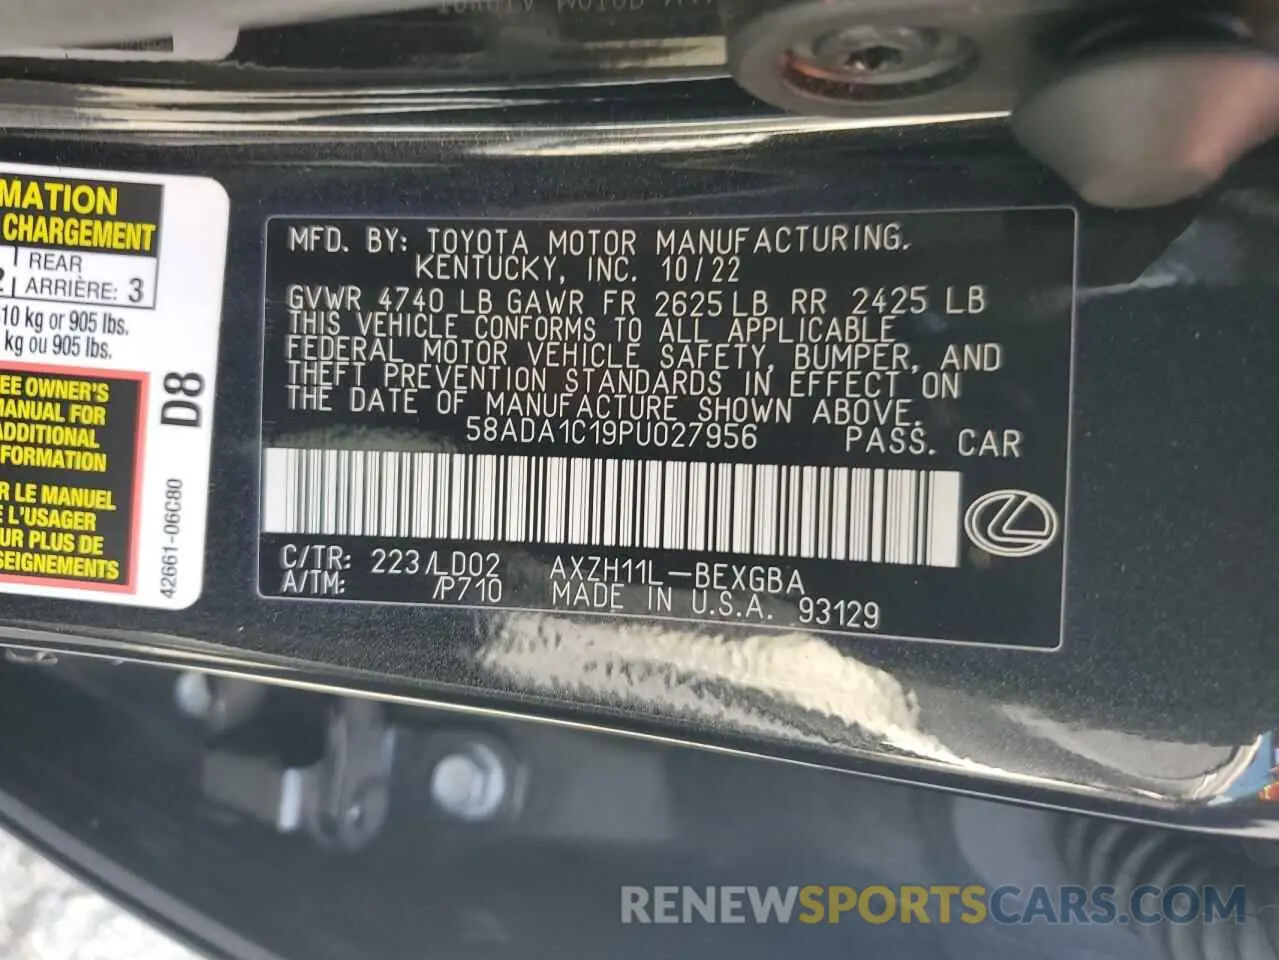 MATION
CHARGEMENT
REAR
ARRIÈRE: 3
10 kg or 905 lbs.
kg ou 905 lbs.
EE OWNER'S
MANUAL FOR
ADDITIONAL
FORMATION
R LE MANUEL
L'USAGER
UR PLUS DE
SEIGNEMENTS
D8
42661-06C80
MFD. BY: TOYOTA MOTOR MANUFACTURING,
KENTUCKY, INC. 10/22
GVWR 4740 LB GAWR FR 2625 LB RR 2425 LB
THIS VEHICLE CONFORMS TO ALL APPLICABLE
FEDERAL MOTOR VEHICLE SAFETY, BUMPER, AND
THEFT PREVENTION STANDARDS IN EFFECT ON
THE DATE OF MANUFACTURE SHOWN ABOVE.
58ADA1C19PU027956 PASS. CAR
C/TR: 223/LD02 AXZH11L-BEXGBA
A/TM: /P710 MADE IN U.S.A. 93129
RENEWSPORTSCARS.COM